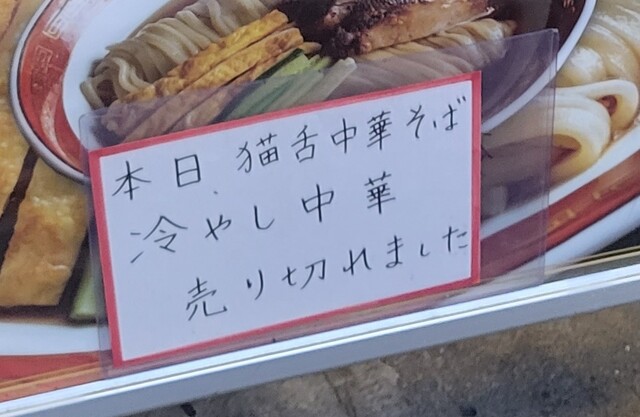 本日、猫舌中華そば
冷やし中華
売り切れました